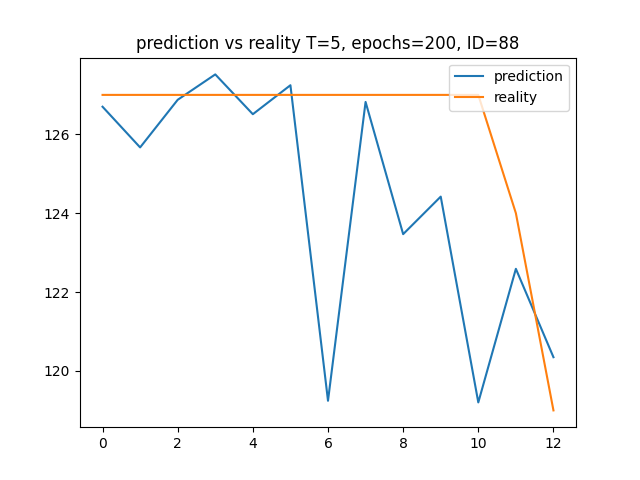 prediction vs reality T=5, epochs=200, ID=88
prediction
reality
126
124
122
120
0 2 4 6 8 10 12